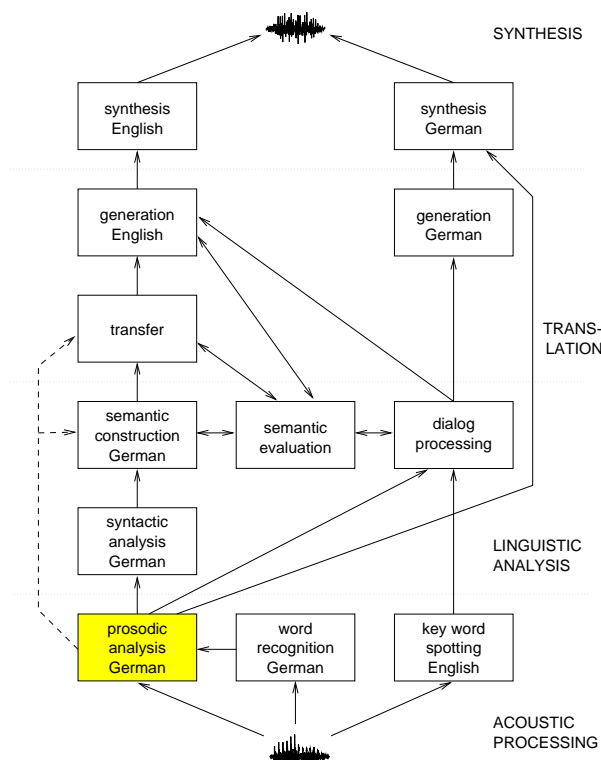 SYNTHESIS
synthesis
English
synthesis
German
generation
English
generation
German
transfer
TRANS-
LATION
semantic
construction
German
semantic
evaluation
dialog
processing
syntactic
analysis
German
LINGUISTIC
ANALYSIS
prosodic
analysis
German
word
recognition
German
key word
spotting
English
ACOUSTIC
PROCESSING